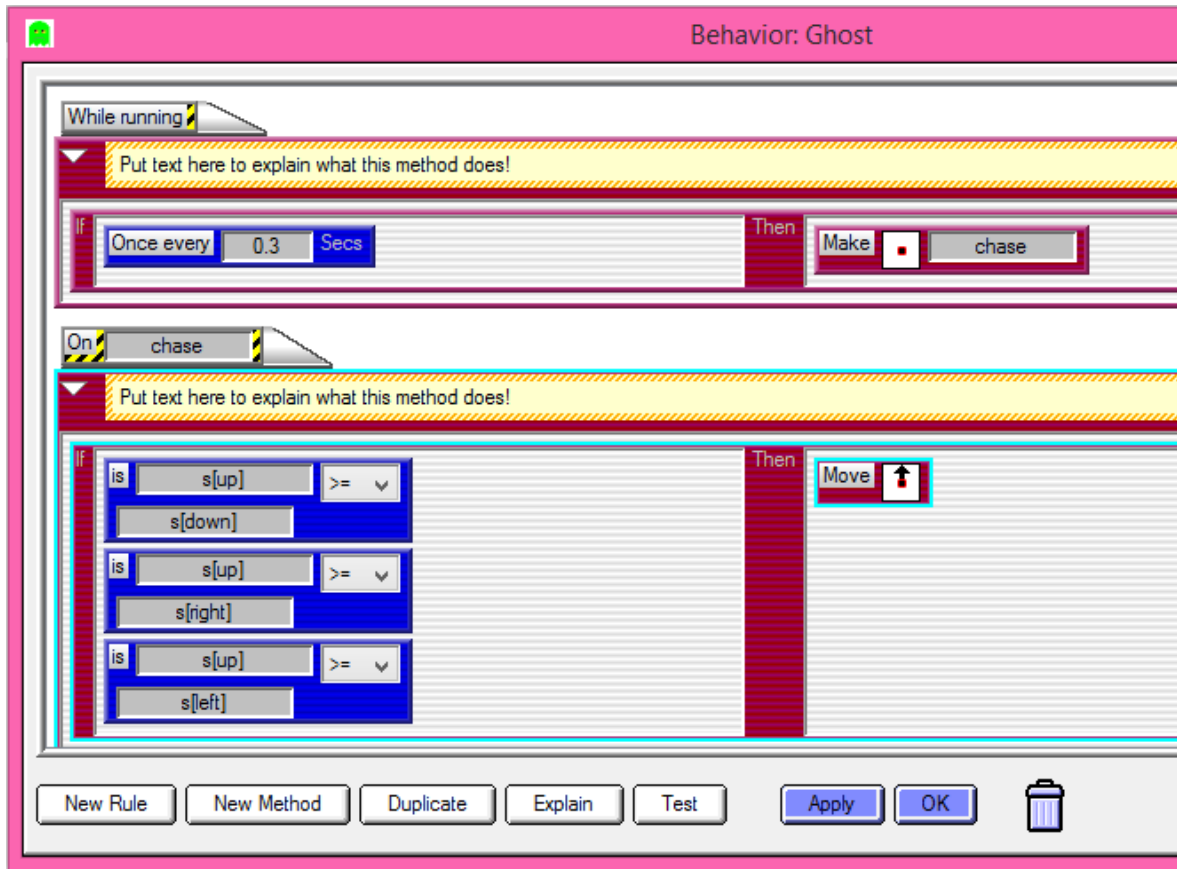 Behavior: Ghost
While running
Put text here to explain what this method does!
If Once every 0.3 Secs Then Make chase
On chase
Put text here to explain what this method does!
If Then
is s[up] >= Move
s[down]
is s[up] >=
s[right]
is s[up] >=
s[left]
New Rule New Method Duplicate Explain Test Apply OK